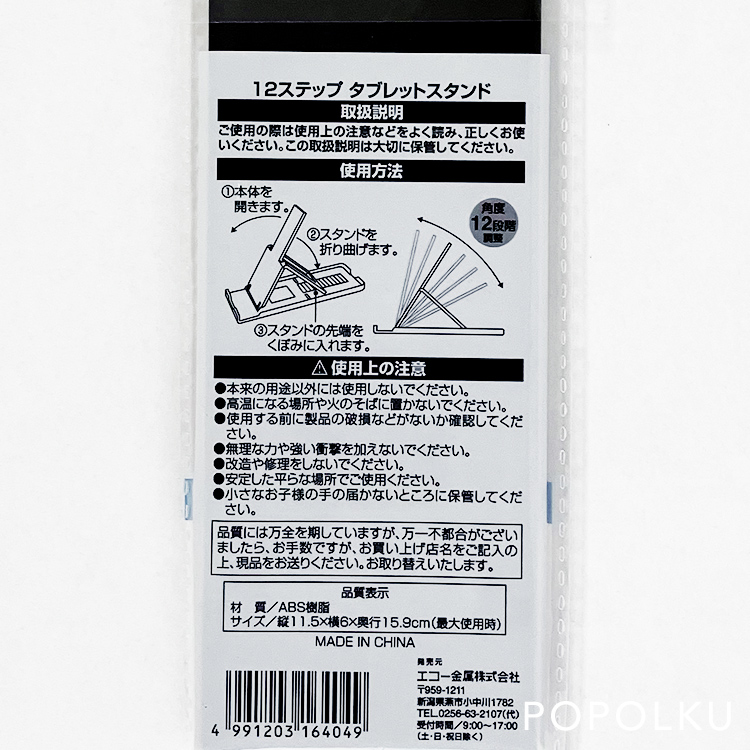 12ステップ タブレットスタンド
取扱説明
ご使用の際は使用上の注意などをよく読み、正しくお使
いください。この取扱説明は大切に保管してください。
使用方法
①本体を
開きます。
②スタンドを
折り曲げます。
③スタンドの先端を
くぼみに入れます。
角度
12段階
調整
⚠使用上の注意
●本来の用途以外には使用しないでください。
●高温になる場所や火のそばに置かないでください。
●使用する前に製品の破損などがないか確認してくだ
さい。
●無理な力や強い衝撃を加えないでください。
●改造や修理をしないでください。
●安定した平らな場所でご使用ください。
●小さなお子様の手の届かないところに保管してくだ
さい。
品質には万全を期していますが、万一不都合がござい
ましたら、お手数ですが、お買い上げ店名をご記入の
上、現品をお送りください。お取り替えいたします。
品質表示
材 質／ABS樹脂
サイズ／縦11.5×横6×奥行15.9cm(最大使用時)
MADE IN CHINA
発売元
エコー金属株式会社
〒959-1211
新潟県燕市小中川1782
TEL.0256-63-2107(代)
受付時間／9:00～17:00
(土・日・祝日除く)
4 991203 164049
POPOLKU